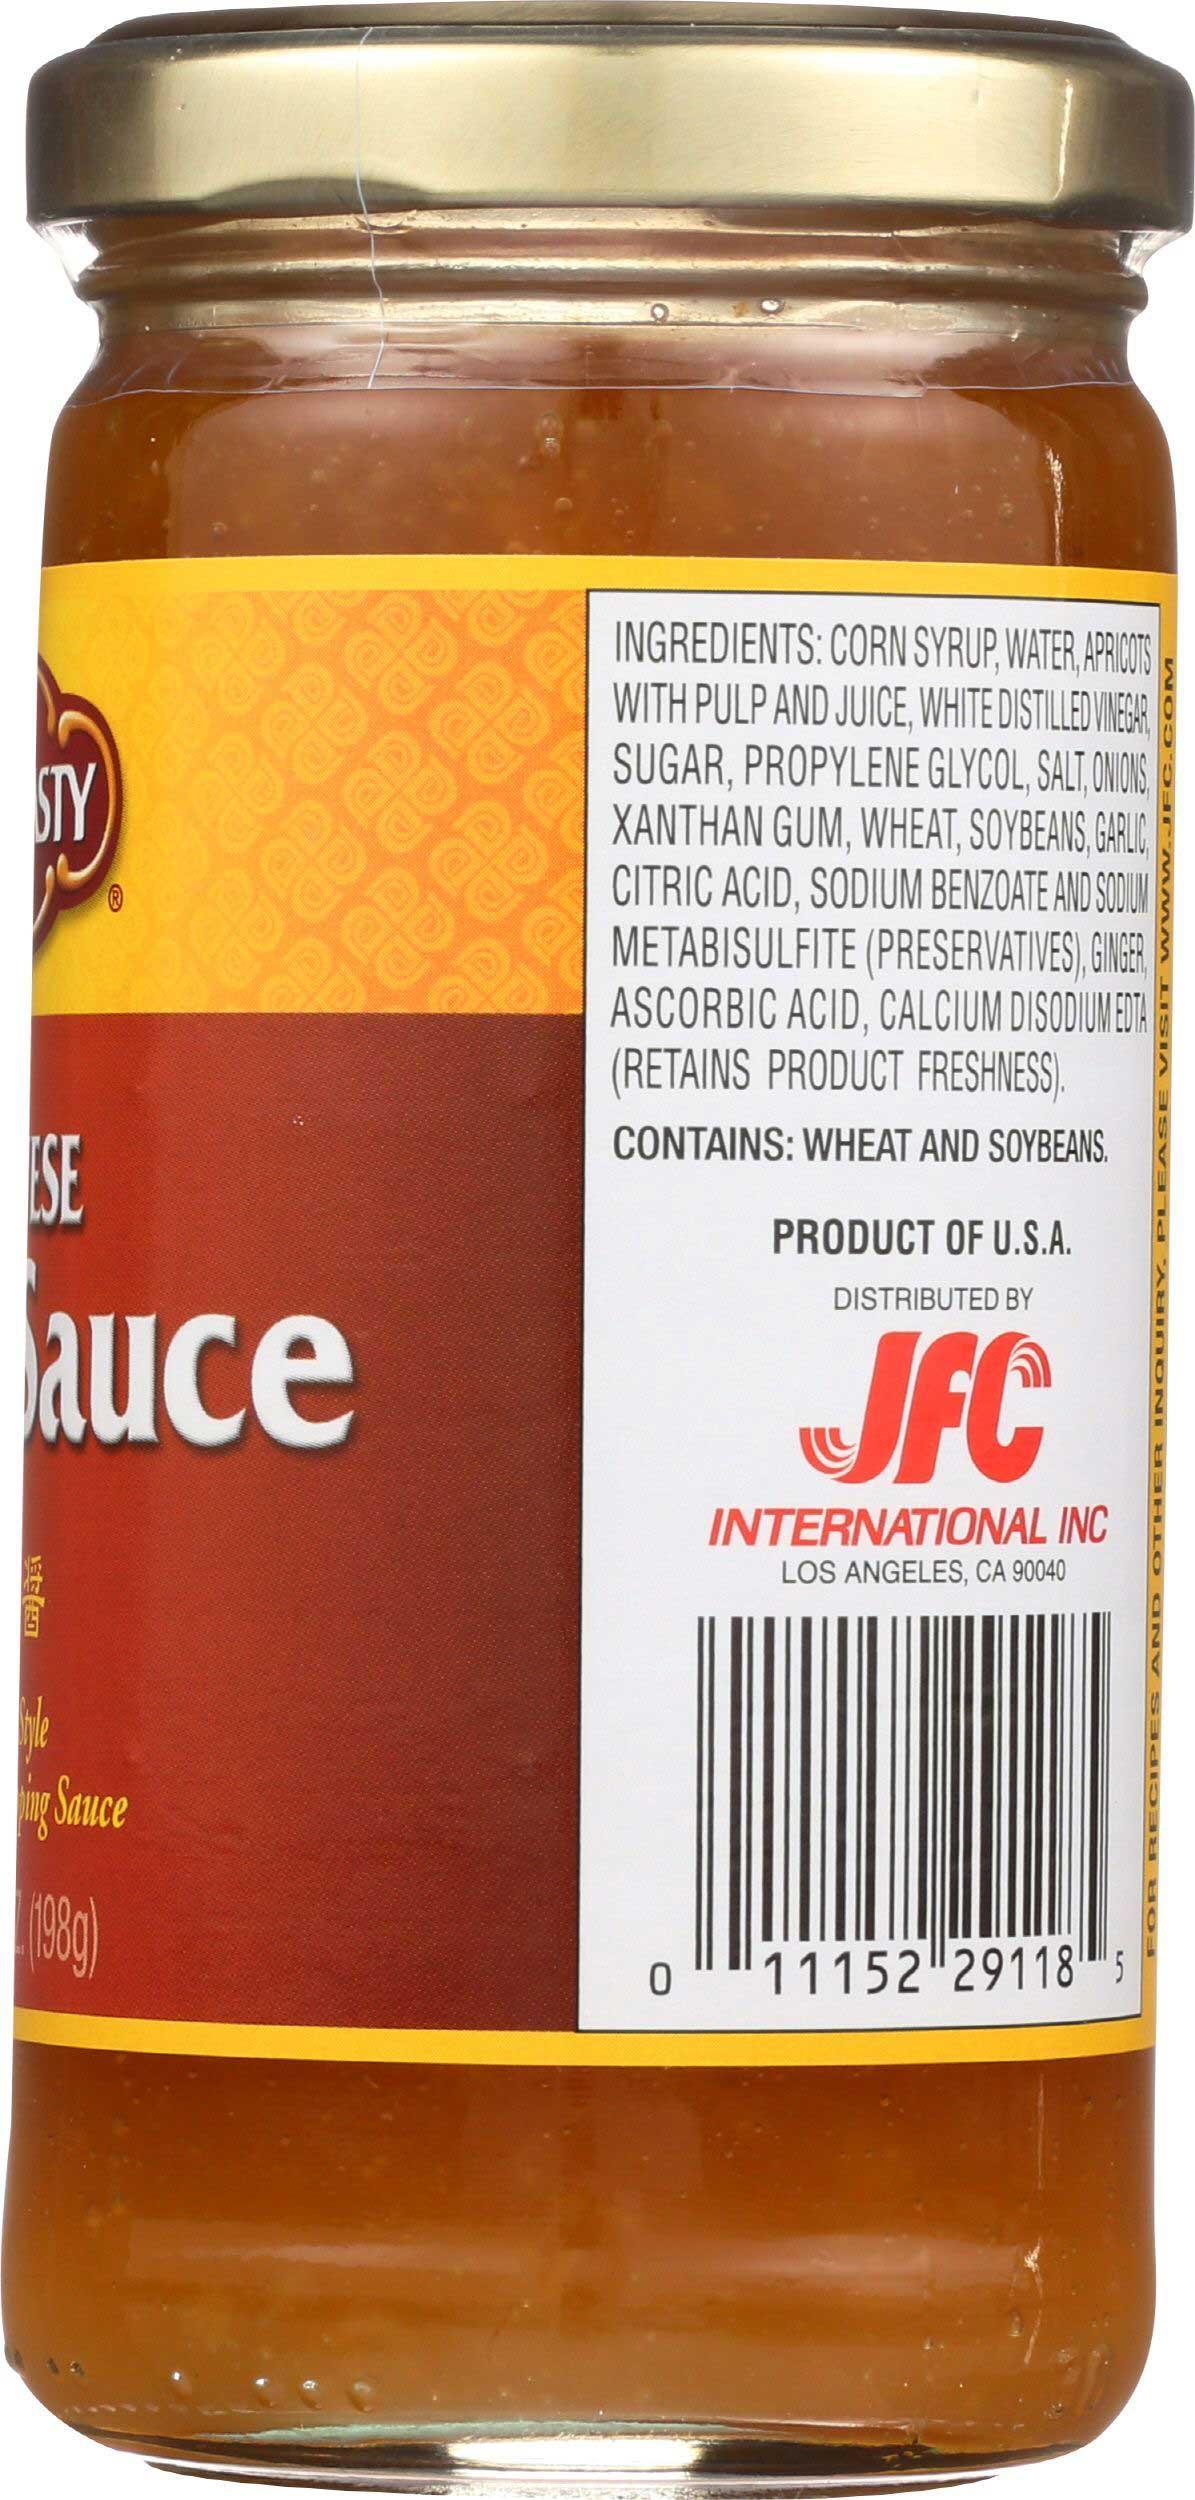 STY
®
ESE
Sauce
醬
Style
ping Sauce
Z. (198g)
INGREDIENTS: CORN SYRUP, WATER, APRICOTS
WITH PULP AND JUICE, WHITE DISTILLED VINEGAR,
SUGAR, PROPYLENE GLYCOL, SALT, ONIONS,
XANTHAN GUM, WHEAT, SOYBEANS, GARLIC,
CITRIC ACID, SODIUM BENZOATE AND SODIUM
METABISULFITE (PRESERVATIVES), GINGER,
ASCORBIC ACID, CALCIUM DISODIUM EDTA
(RETAINS PRODUCT FRESHNESS).
CONTAINS: WHEAT AND SOYBEANS.
PRODUCT OF U.S.A.
DISTRIBUTED BY
JFC
INTERNATIONAL INC
LOS ANGELES, CA 90040
0 11152 29118 5
FOR RECIPES AND OTHER INQUIRY, PLEASE VISIT WWW.JFC.COM